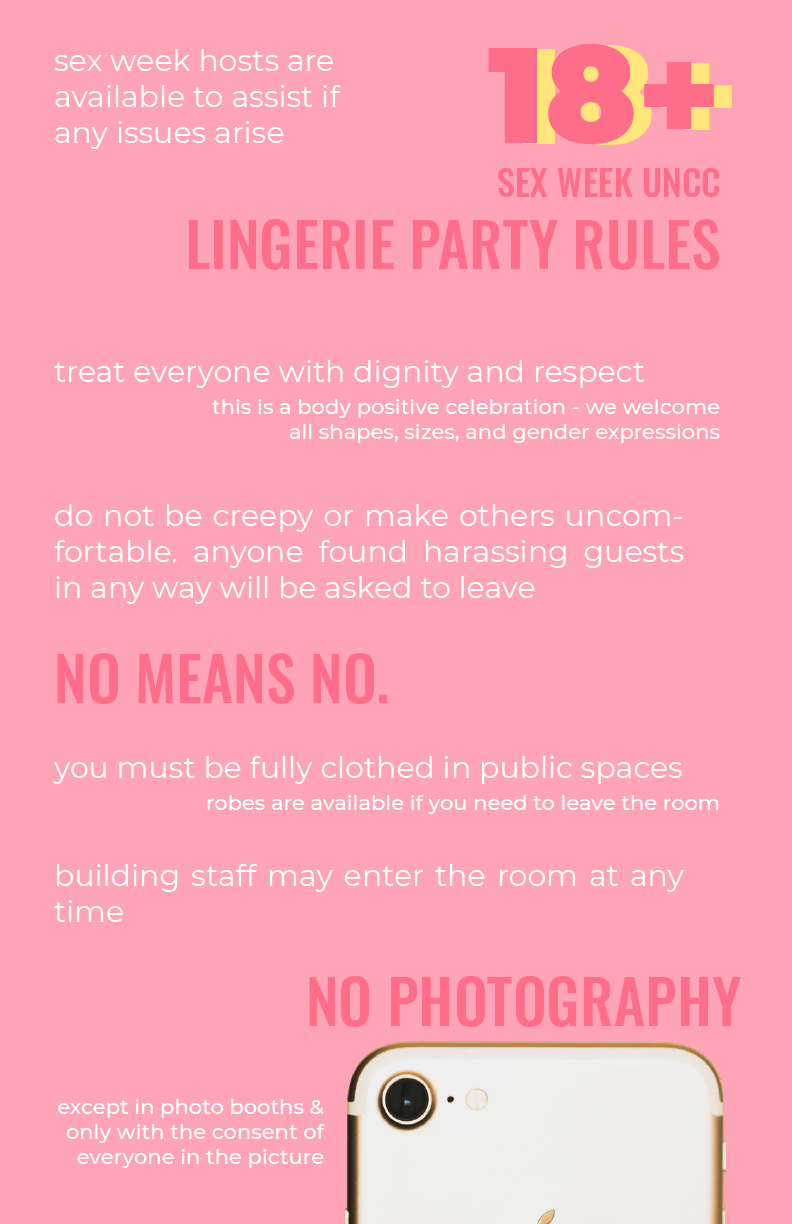 sex week hosts are
available to assist if
any issues arise
18+
SEX WEEK UNCC
LINGERIE PARTY RULES
treat everyone with dignity and respect
this is a body positive celebration - we welcome
all shapes, sizes, and gender expressions
do not be creepy or make others uncom-
fortable. anyone found harassing guests
in any way will be asked to leave
NO MEANS NO.
you must be fully clothed in public spaces
robes are available if you need to leave the room
building staff may enter the room at any
time
NO PHOTOGRAPHY
except in photo booths &
only with the consent of
everyone in the picture